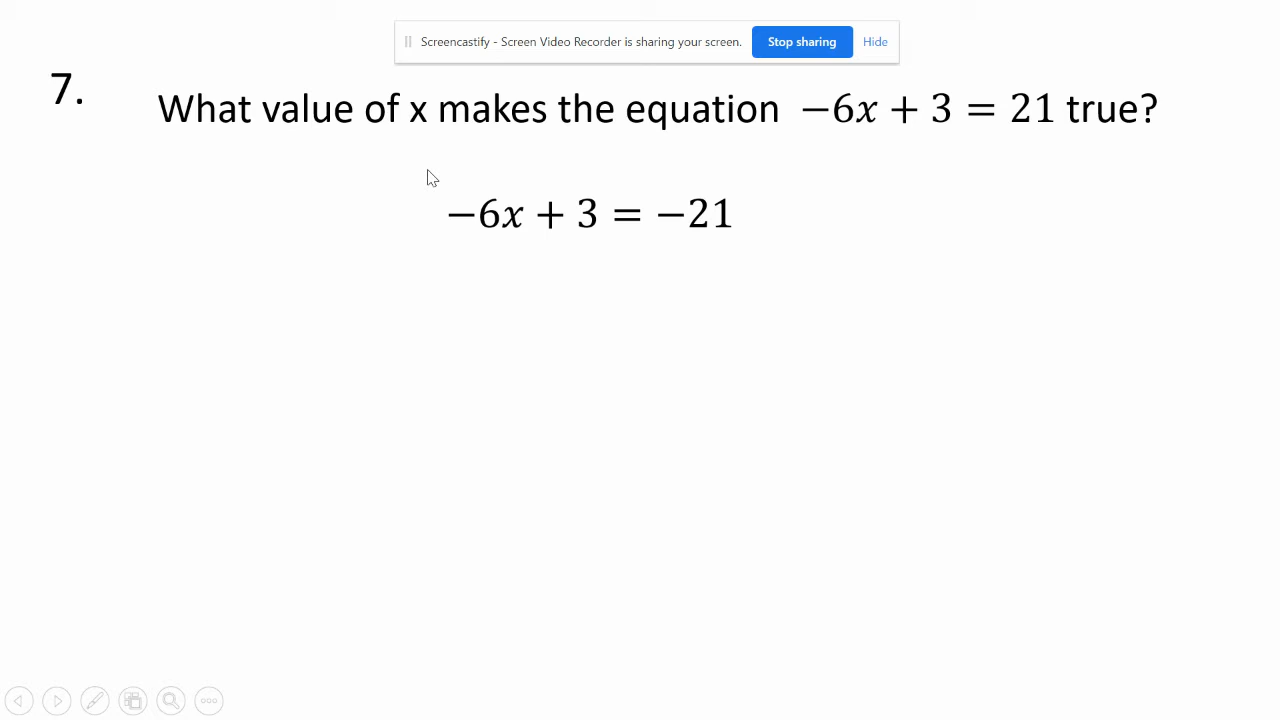 Screencastify - Screen Video Recorder is sharing your screen. Stop sharing Hide
7. What value of x makes the equation −6x + 3 = 21 true?
−6x + 3 = −21